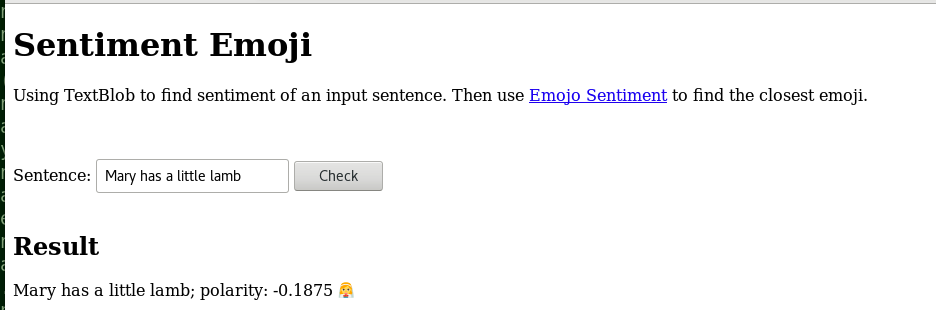 Sentiment Emoji
Using TextBlob to find sentiment of an input sentence. Then use Emojo Sentiment to find the closest emoji.
Sentence: Mary has a little lamb Check
Result
Mary has a little lamb; polarity: -0.1875 👰